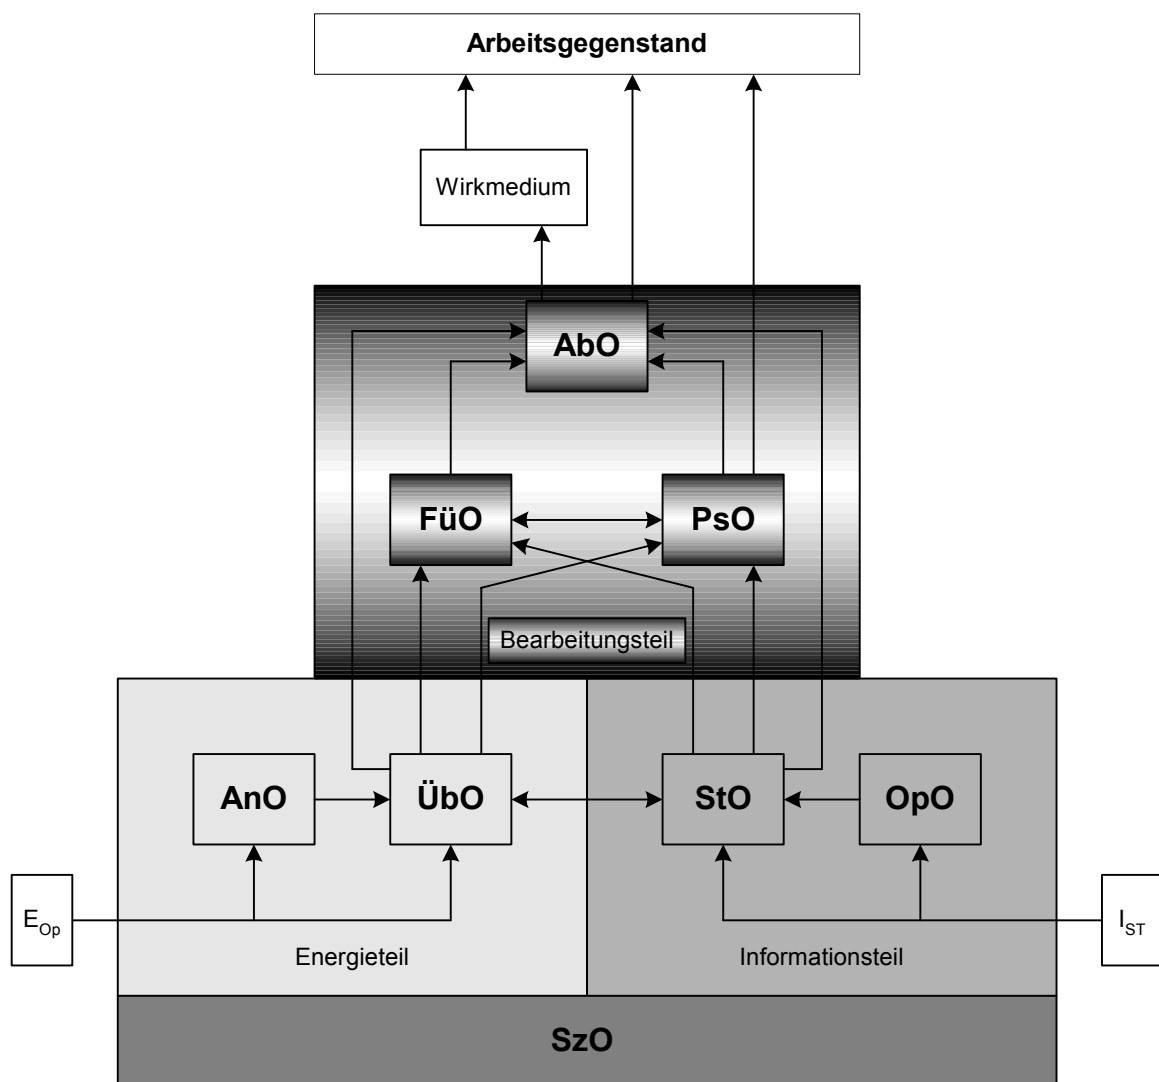 Arbeitsgegenstand
Wirkmedium
AbO
FüO
PsO
Bearbeitungsteil
AnO
ÜbO
StO
OpO
E_Op
I_ST
Energieteil
Informationsteil
SzO